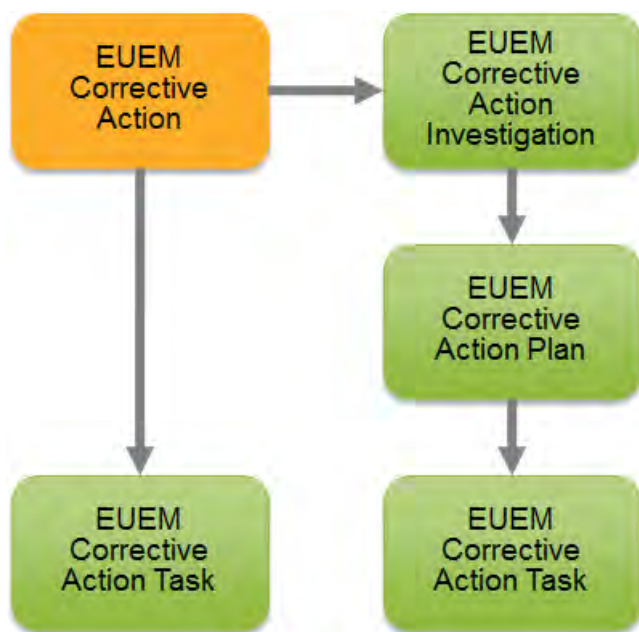 EUEM
Corrective
Action
EUEM
Corrective
Action
Investigation
EUEM
Corrective
Action Plan
EUEM
Corrective
Action Task
EUEM
Corrective
Action Task